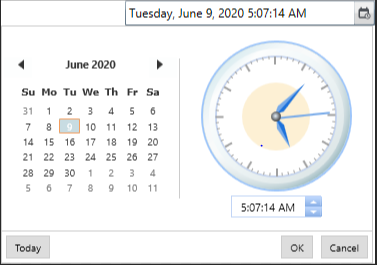 Tuesday, June 9, 2020 5:07:14 AM
June 2020
Su Mo Tu We Th Fr Sa
31 1 2 3 4 5 6
7 8 9 10 11 12 13
14 15 16 17 18 19 20
21 22 23 24 25 26 27
28 29 30 1 2 3 4
5 6 7 8 9 10 11
5:07:14 AM
Today OK Cancel